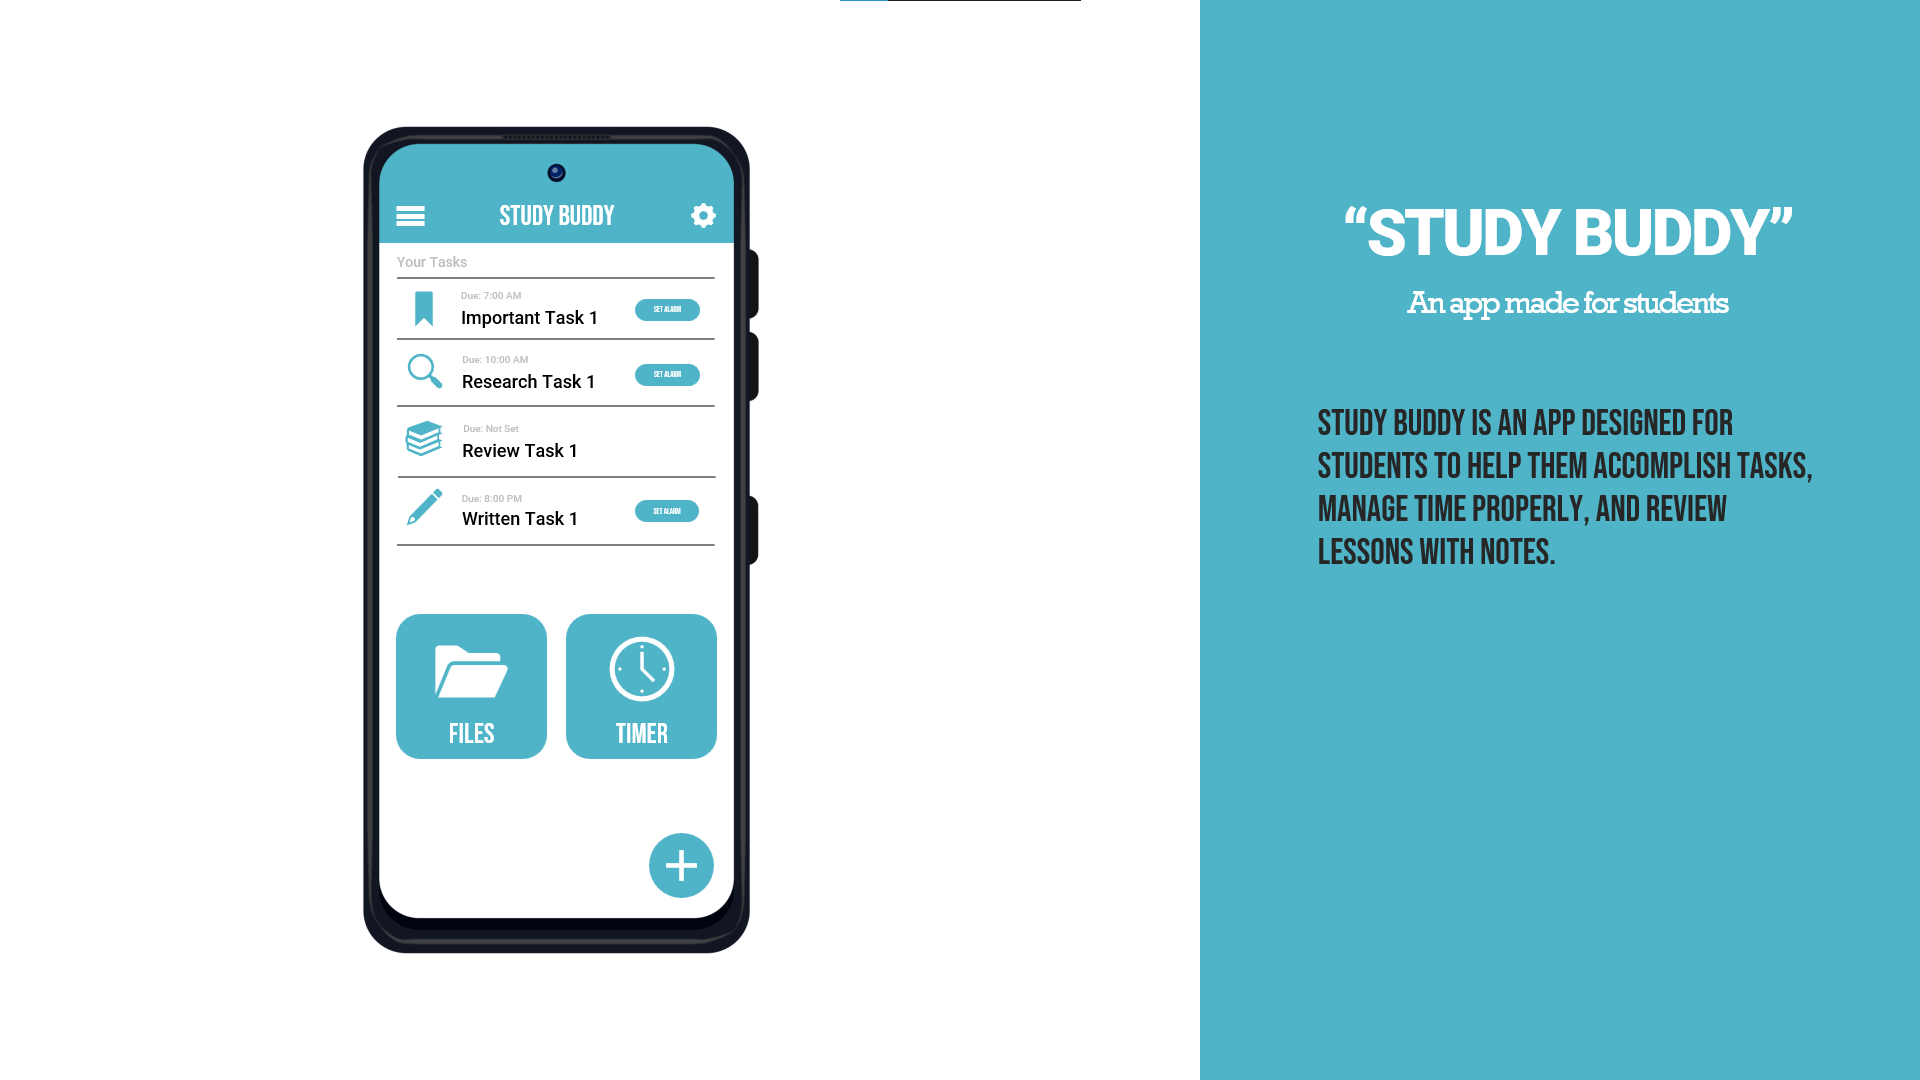 STUDY BUDDY
Your Tasks
Due: 7:00 AM
Important Task 1
SET ALARM
Due: 10:00 AM
Research Task 1
SET ALARM
Due: Not Set
Review Task 1
Due: 8:00 PM
Written Task 1
SET ALARM
FILES
TIMER
“STUDY BUDDY”
An app made for students
STUDY BUDDY IS AN APP DESIGNED FOR
STUDENTS TO HELP THEM ACCOMPLISH TASKS,
MANAGE TIME PROPERLY, AND REVIEW
LESSONS WITH NOTES.